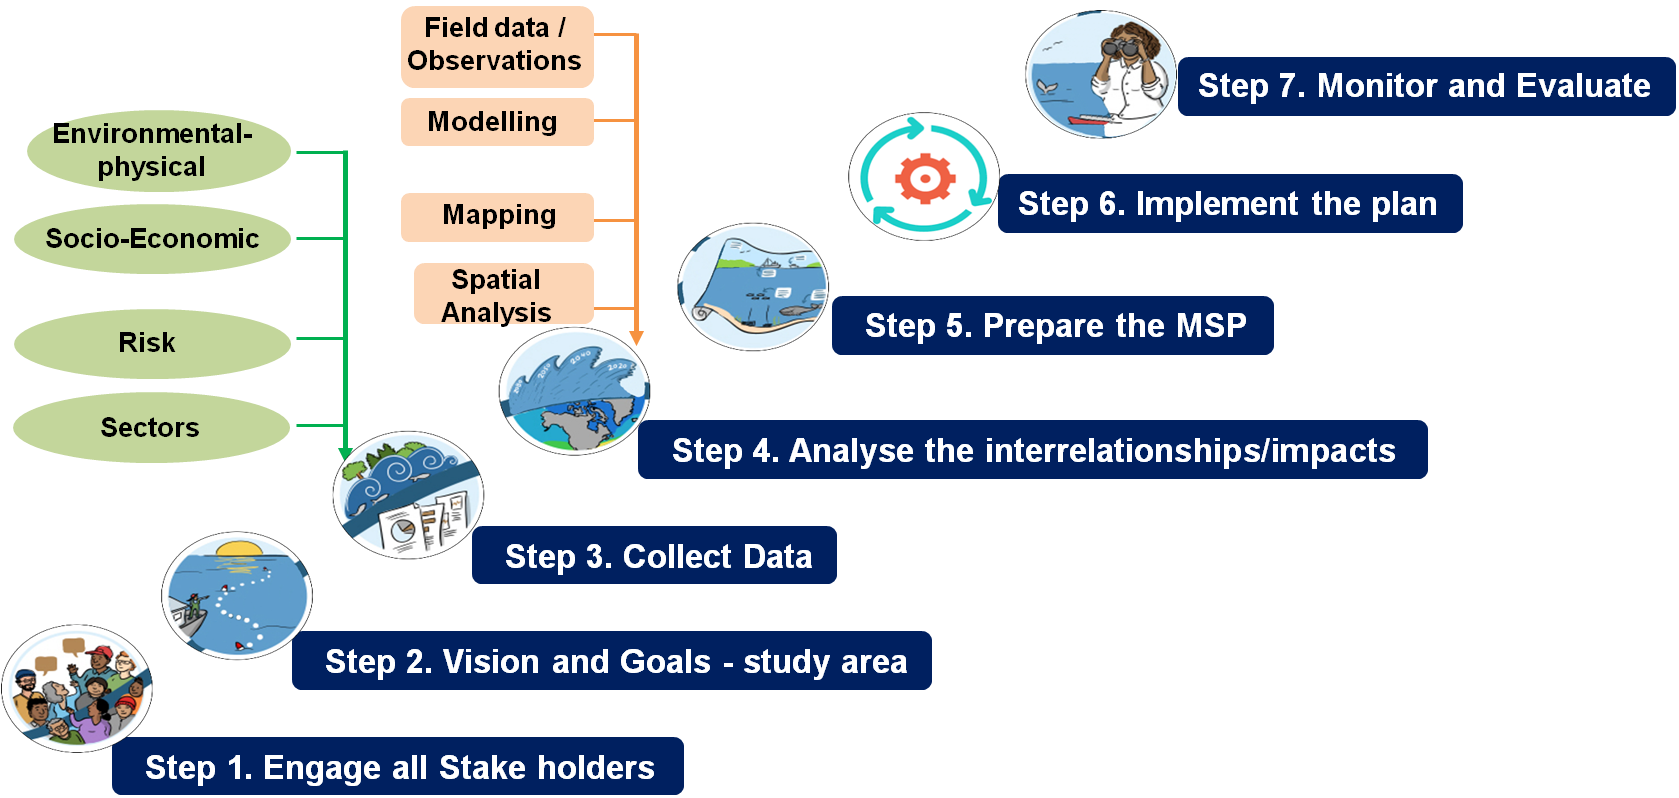 Field data /
Observations
Modelling
Mapping
Spatial
Analysis
Environmental-
physical
Socio-Economic
Risk
Sectors
Step 7. Monitor and Evaluate
Step 6. Implement the plan
Step 5. Prepare the MSP
Step 4. Analyse the interrelationships/impacts
Step 3. Collect Data
Step 2. Vision and Goals - study area
Step 1. Engage all Stake holders
2040
2020